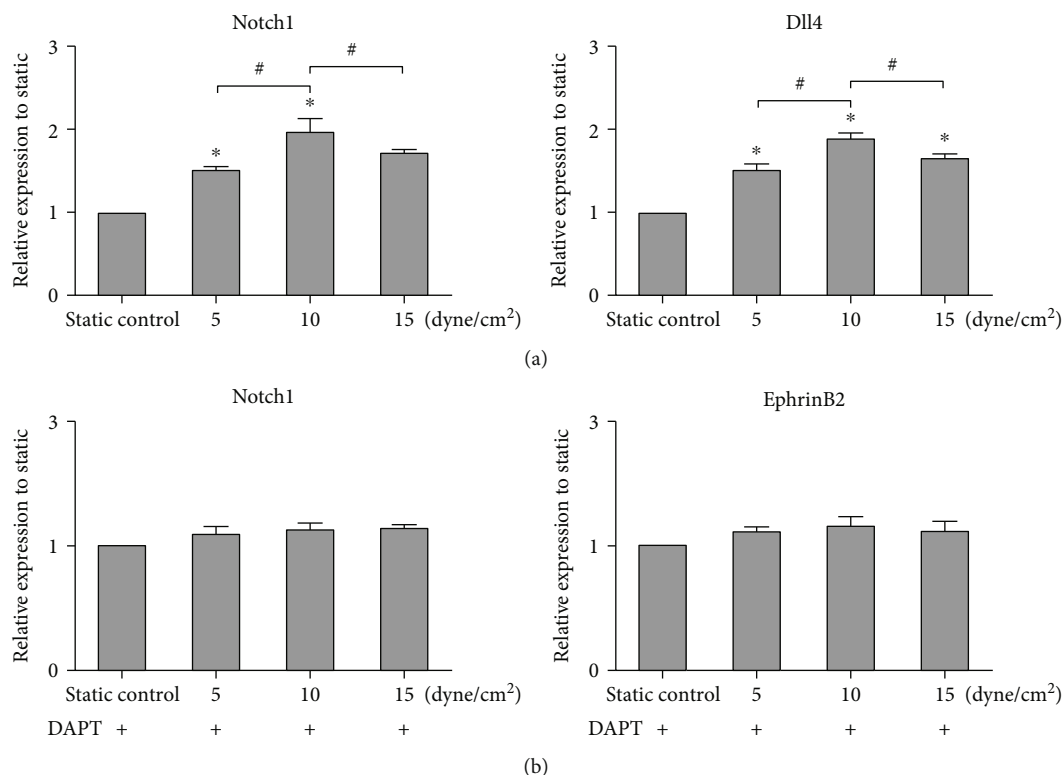 Notch1
Relative expression to static
3
2
1
0
#
#
*
*
Static control 5 10 15 (dyne/cm²)
Dll4
Relative expression to static
3
2
1
0
#
#
*
*
*
Static control 5 10 15 (dyne/cm²)
(a)
Notch1
Relative expression to static
3
1
0
Static control 5 10 15 (dyne/cm²)
DAPT + + + +
EphrinB2
Relative expression to static
3
1
0
Static control 5 10 15 (dyne/cm²)
+ + + +
(b)